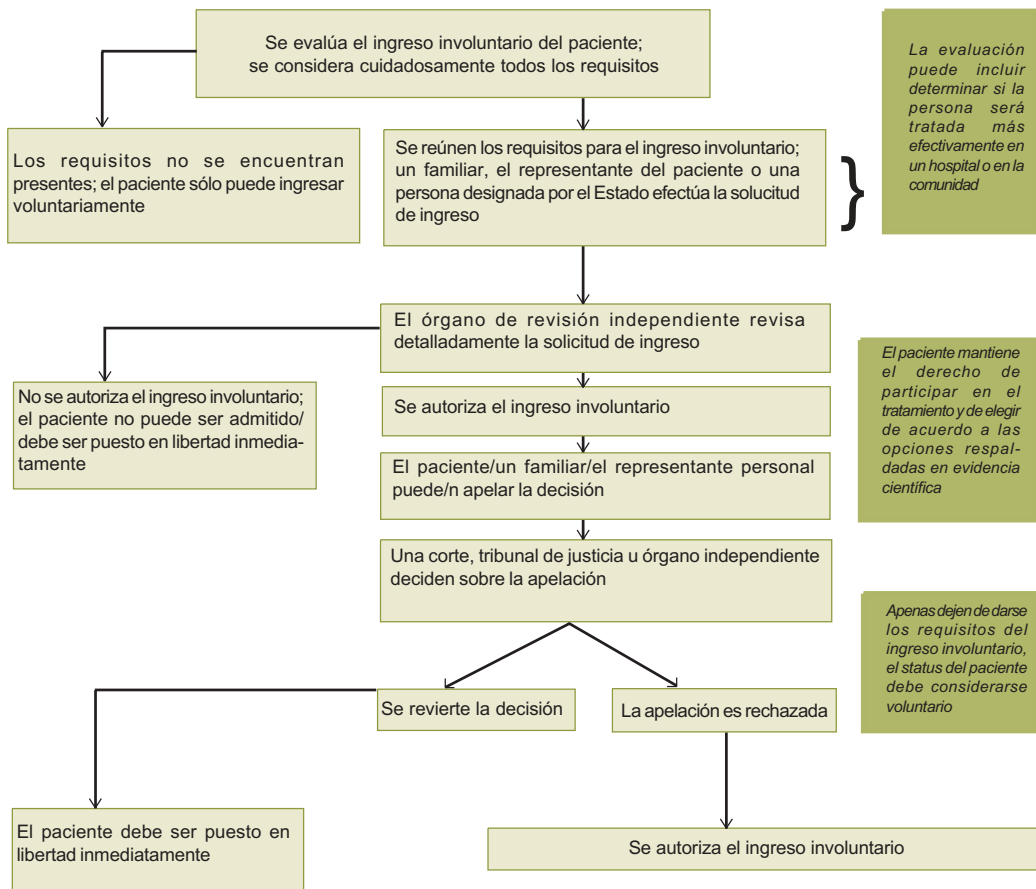 Se evalúa el ingreso involuntario del paciente;
se considera cuidadosamente todos los requisitos
La evaluación
puede incluir
determinar si la
persona será
tratada más
efectivamente en
un hospital o en la
comunidad
Los requisitos no se encuentran
presentes; el paciente sólo puede ingresar
voluntariamente
Se reúnen los requisitos para el ingreso involuntario;
un familiar, el representante del paciente o una
persona designada por el Estado efectúa la solucitud
de ingreso
}
El órgano de revisión independiente revisa
detalladamente la solicitud de ingreso
No se autoriza el ingreso involuntario;
el paciente no puede ser admitido/
debe ser puesto en libertad inmedia-
tamente
Se autoriza el ingreso involuntario
El paciente mantiene
el derecho de
participar en el
tratamiento y de elegir
de acuerdo a las
opciones respal-
dadas en evidencia
científica
El paciente/un familiar/el representante personal
puede/n apelar la decisión
Una corte, tribunal de justicia u órgano independiente
deciden sobre la apelación
Apenas dejen de darse
los requisitos del
ingreso involuntario,
el status del paciente
debe considerarse
voluntario
Se revierte la decisión
La apelación es rechazada
El paciente debe ser puesto en
libertad inmediatamente
Se autoriza el ingreso involuntario